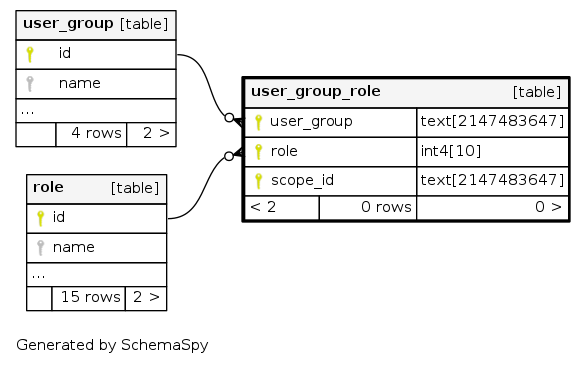 user_group [table]
id
name
...
4 rows 2 >
user_group_role [table]
user_group text[2147483647]
role int4[10]
scope_id text[2147483647]
< 2 0 rows 0 >
role [table]
id
name
...
15 rows 2 >
Generated by SchemaSpy